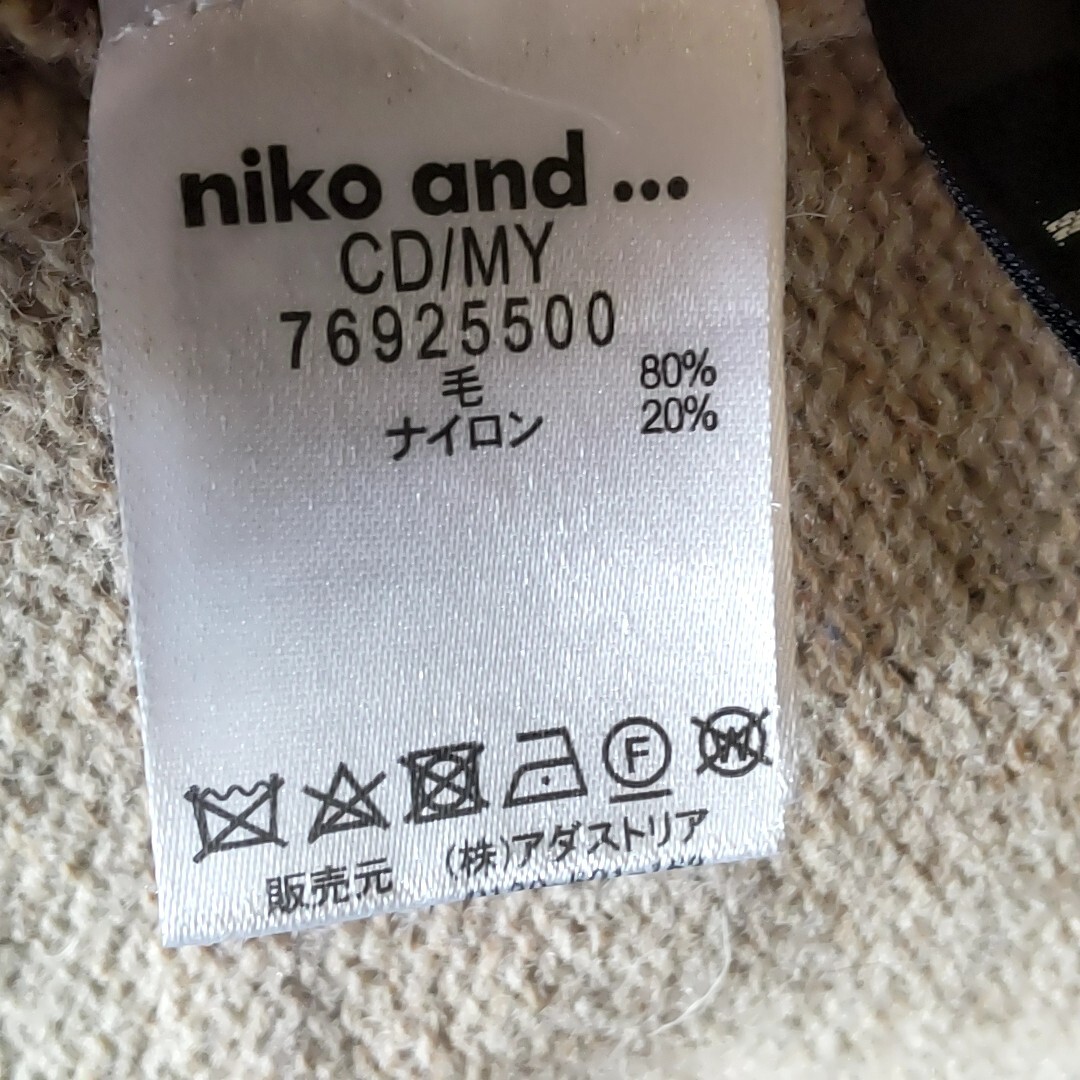 niko and ...
CD/MY
76925500
毛 80%
ナイロン 20%
F
W
販売元 (株)アダストリア